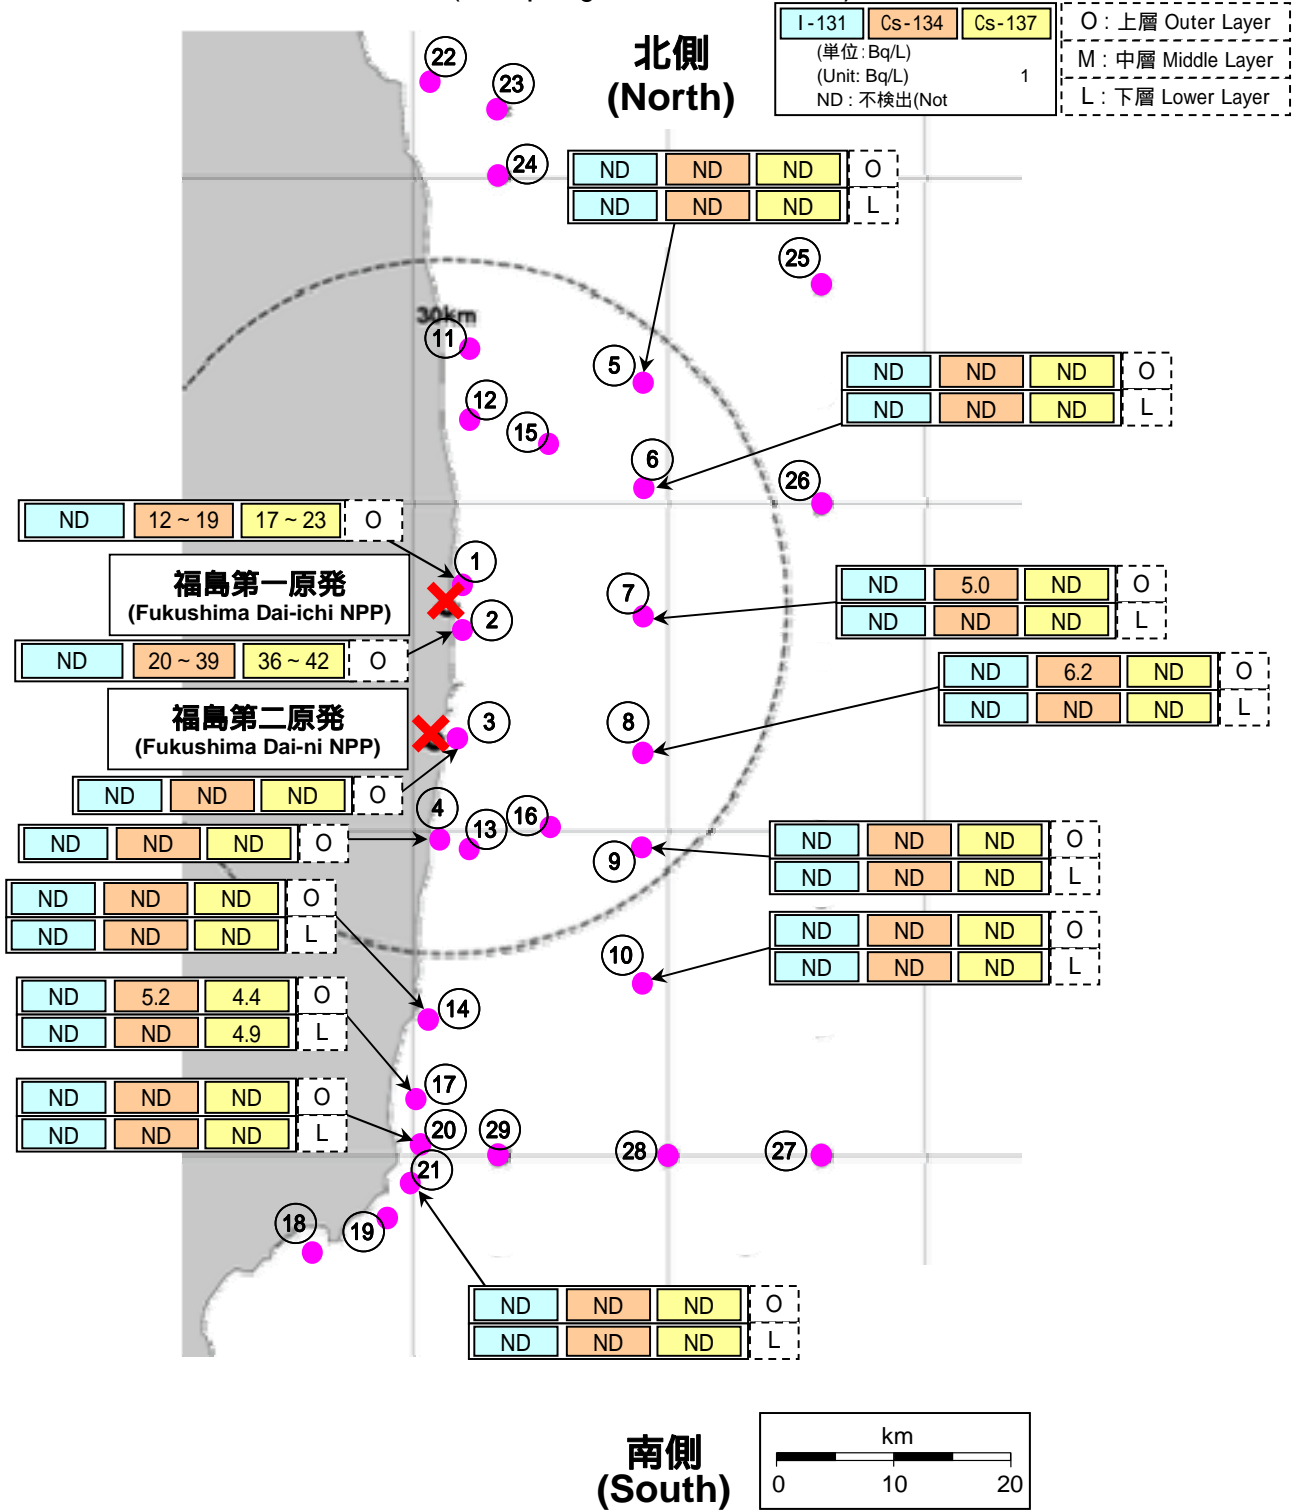 北側
(North)
I-131 Cs-134 Cs-137
(単位:Bq/L)
(Unit: Bq/L) 1
ND : 不検出(Not
O : 上層 Outer Layer
M : 中層 Middle Layer
L : 下層 Lower Layer
22
23
24
ND ND ND O
ND ND ND L
25
30km
11
5
12
15
ND ND ND O
ND ND ND L
6
26
ND 12 ~ 19 17 ~ 23 O
1
福島第一原発
(Fukushima Dai-ichi NPP)
7
2
ND 5.0 ND O
ND ND ND L
ND 20 ~ 39 36 ~ 42 O
ND 6.2 ND O
ND ND ND L
福島第二原発
(Fukushima Dai-ni NPP)
3
8
ND ND ND O
4
16
13
ND ND ND O
9
ND ND ND O
ND ND ND L
ND ND ND O
ND ND ND L
ND ND ND O
ND ND ND L
10
14
ND 5.2 4.4 O
ND ND 4.9 L
17
ND ND ND O
ND ND ND L
20
29
28
27
21
18
19
ND ND ND O
ND ND ND L
南側
(South)
km
0 10 20